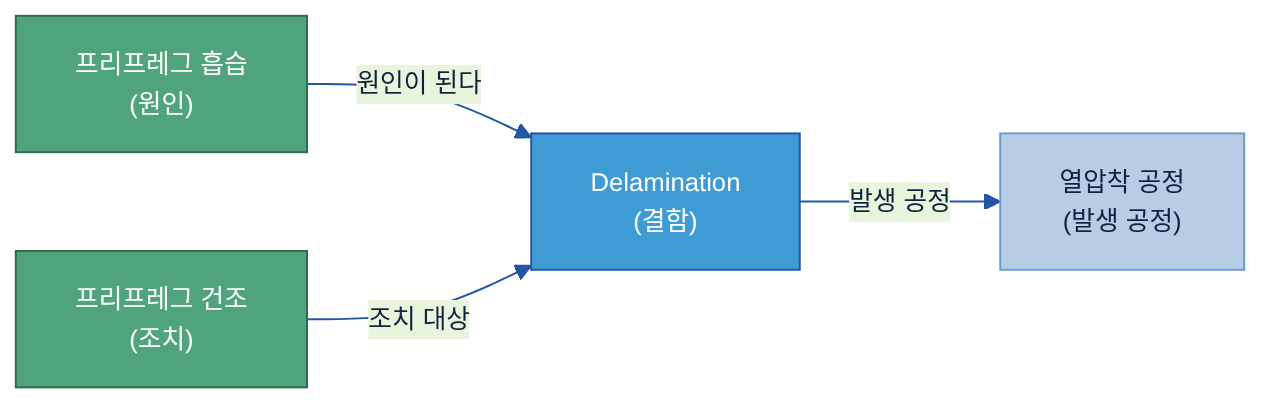 프리프레그 흡습
(원인)
원인이 된다
Delamination
(결함)
발생 공정
열압착 공정
(발생 공정)
프리프레그 건조
(조치)
조치 대상